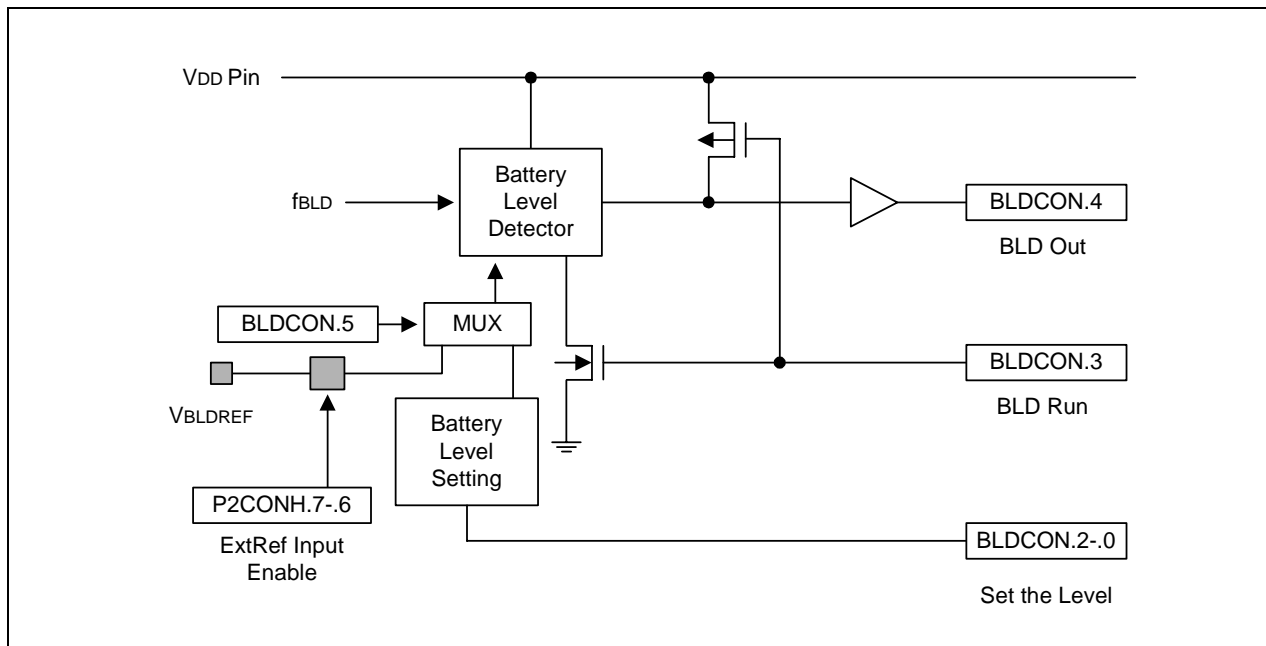 VDD Pin
Battery
Level
Detector
fBLD
BLDCON.4
BLD Out
BLDCON.5
MUX
VBLDREF
BLDCON.3
BLD Run
Battery
Level
Setting
P2CONH.7-.6
ExtRef Input
Enable
BLDCON.2-.0
Set the Level